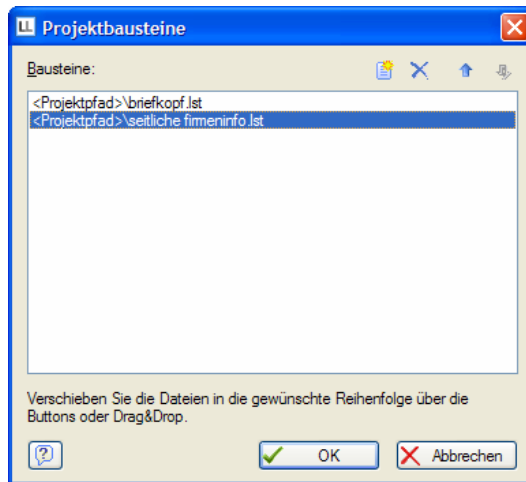 LL Projektbausteine
Bausteine:
<Projektpfad>\briefkopf.lst
<Projektpfad>\seitliche firmeninfo.lst
Verschieben Sie die Dateien in die gewünschte Reihenfolge über die
Buttons oder Drag&Drop.
OK Abbrechen